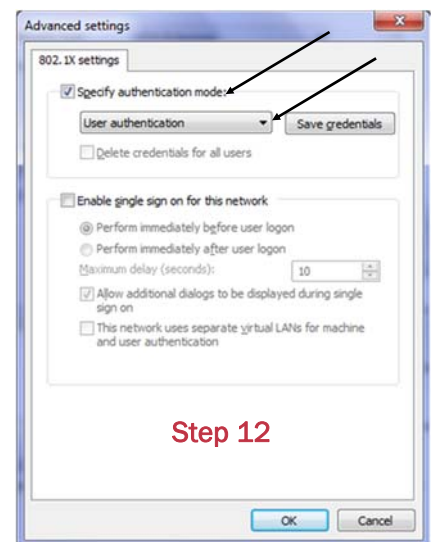 Advanced settings
802.1X settings
Specify authentication mode:
User authentication
Save credentials
Delete credentials for all users
Enable single sign on for this network
Perform immediately before user logon
Perform immediately after user logon
Maximum delay (seconds):
10
Allow additional dialogs to be displayed during single
sign on
This network uses separate virtual LANs for machine
and user authentication
Step 12
OK
Cancel